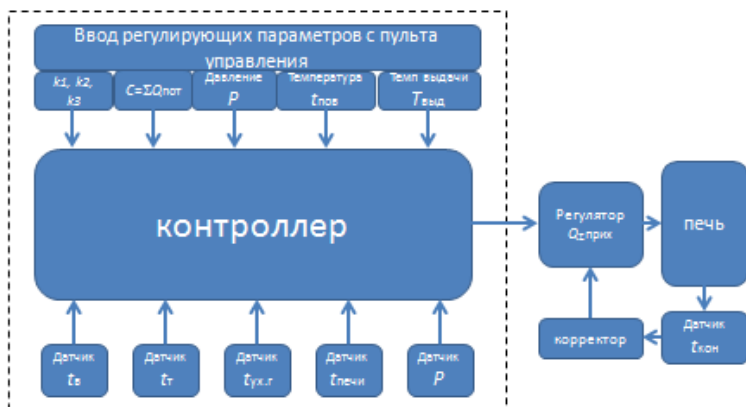 Ввод регулирующих параметров с пульта
управления
k1, k2,
k3
C=ΣQпот
Давление
P
Температура
tпов
Темп выдачи
Tвыд
контроллер
Регулятор
QΣприх
печь
Датчик
tв
Датчик
tт
Датчик
tух.г
Датчик
tпечи
Датчик
P
корректор
Датчик
tкон